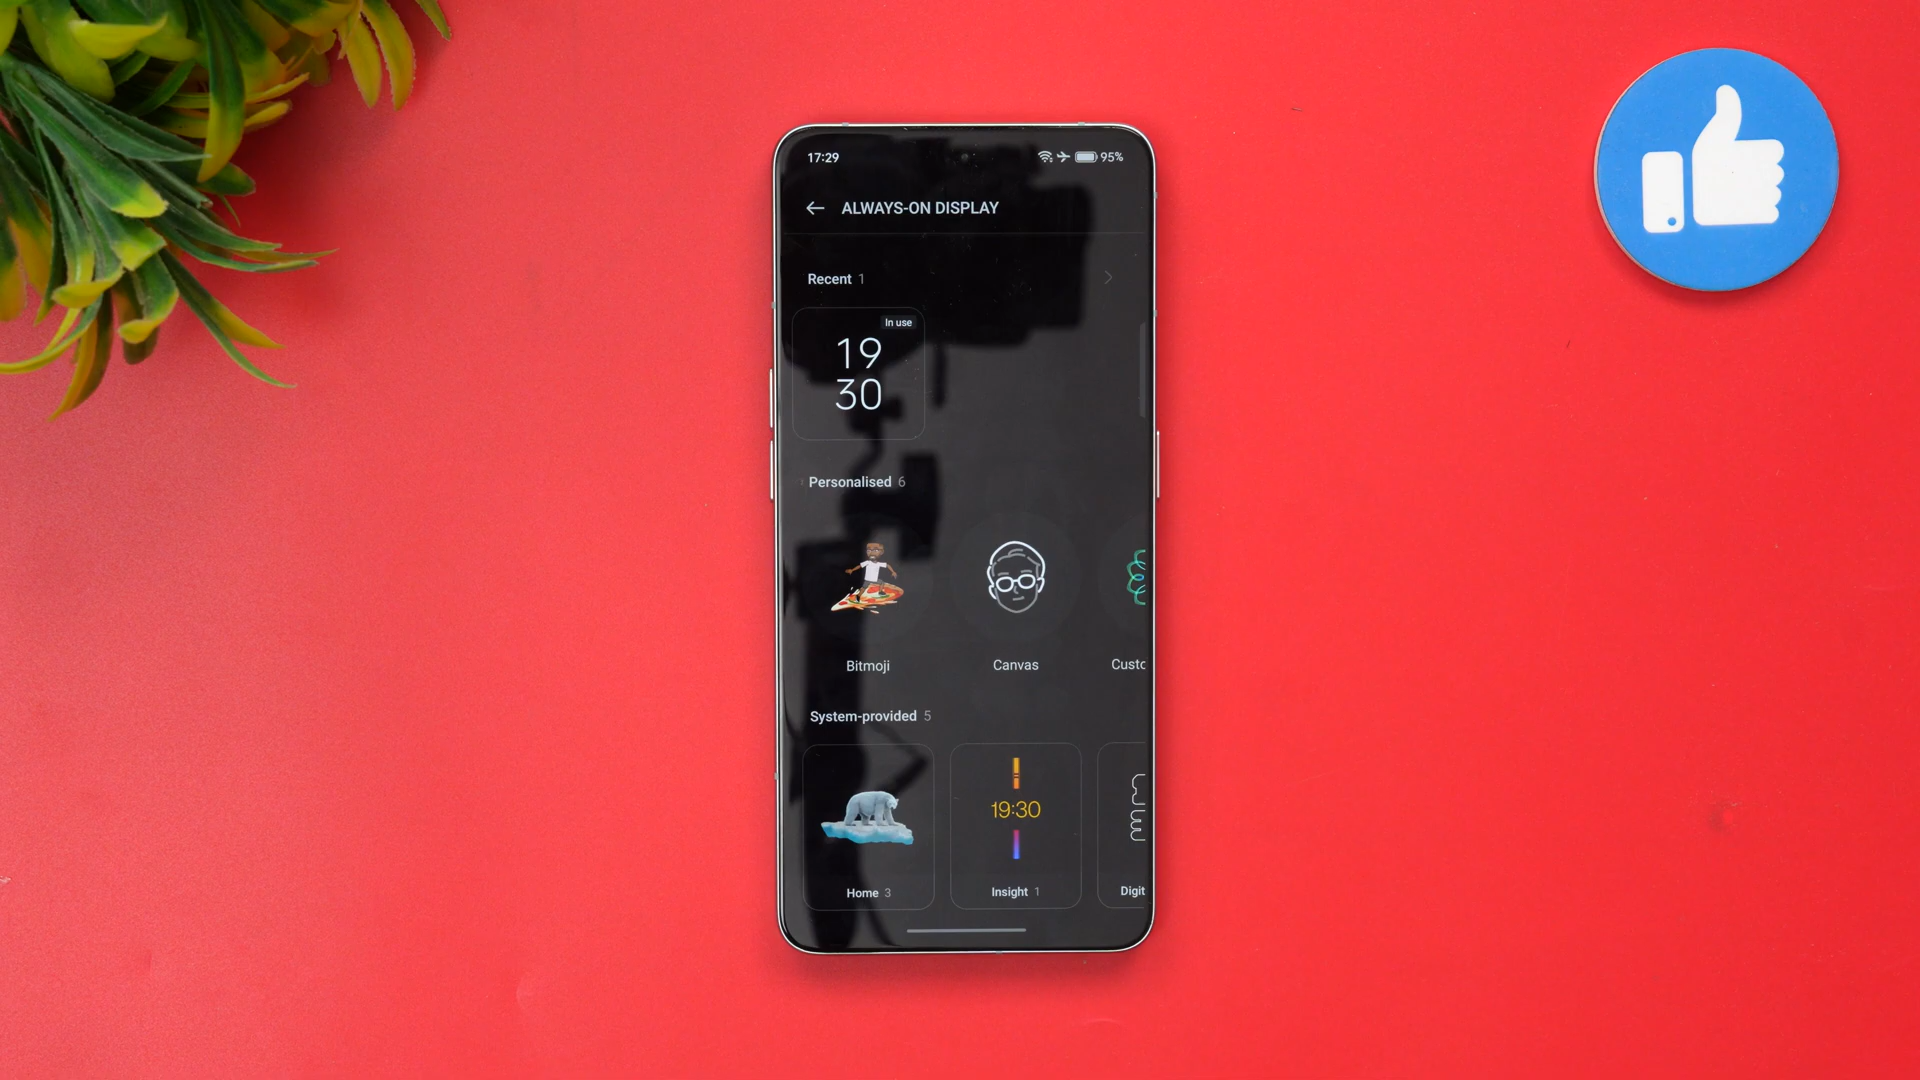 17:29 95%
ALWAYS-ON DISPLAY
Recent 1
In use
19
30
Personalised 6
Bitmoji Canvas Custo
System-provided 5
19:30
Home 3 Insight 1 Digit